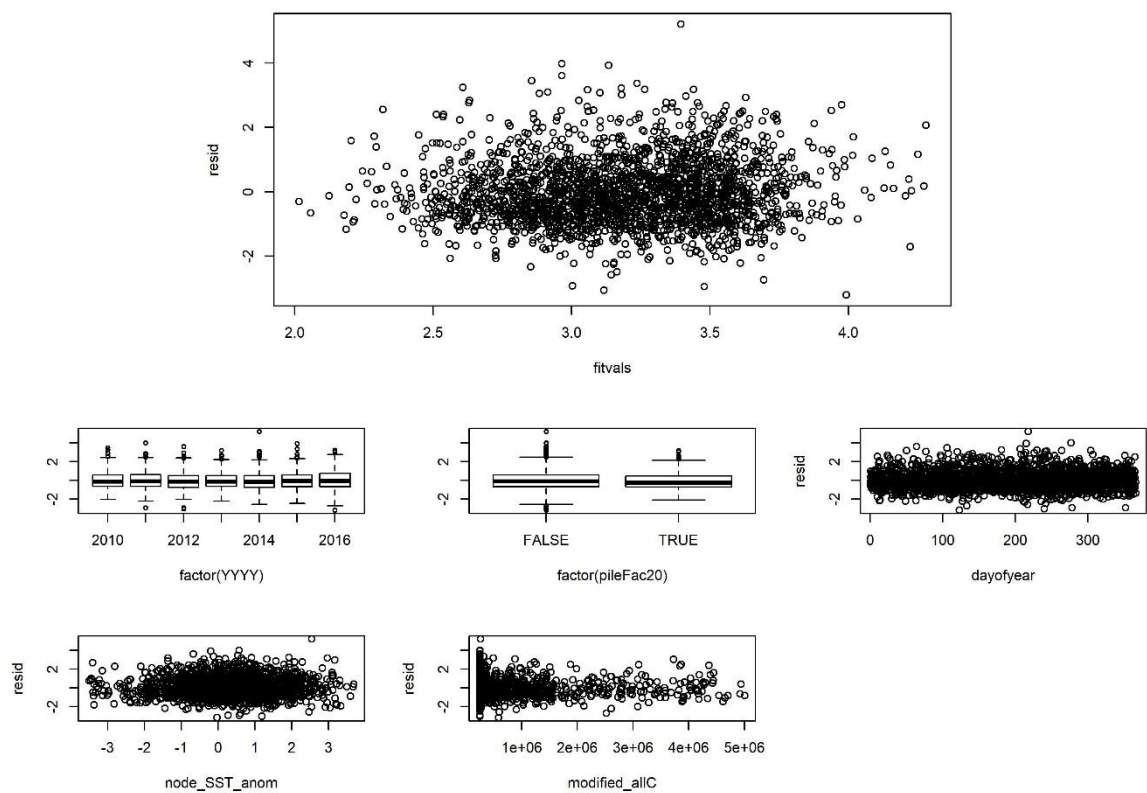 resid
4
2
0
-2
2.0 2.5 3.0 3.5 4.0
fitvals
2
-2
2010 2012 2014 2016
factor(YYYY)
2
-2
FALSE TRUE
factor(pileFac20)
resid
2
-2
0 100 200 300
dayofyear
resid
2
-2
-3 -2 -1 0 1 2 3
node_SST_anom
resid
2
-2
1e+06 2e+06 3e+06 4e+06 5e+06
modified_allC